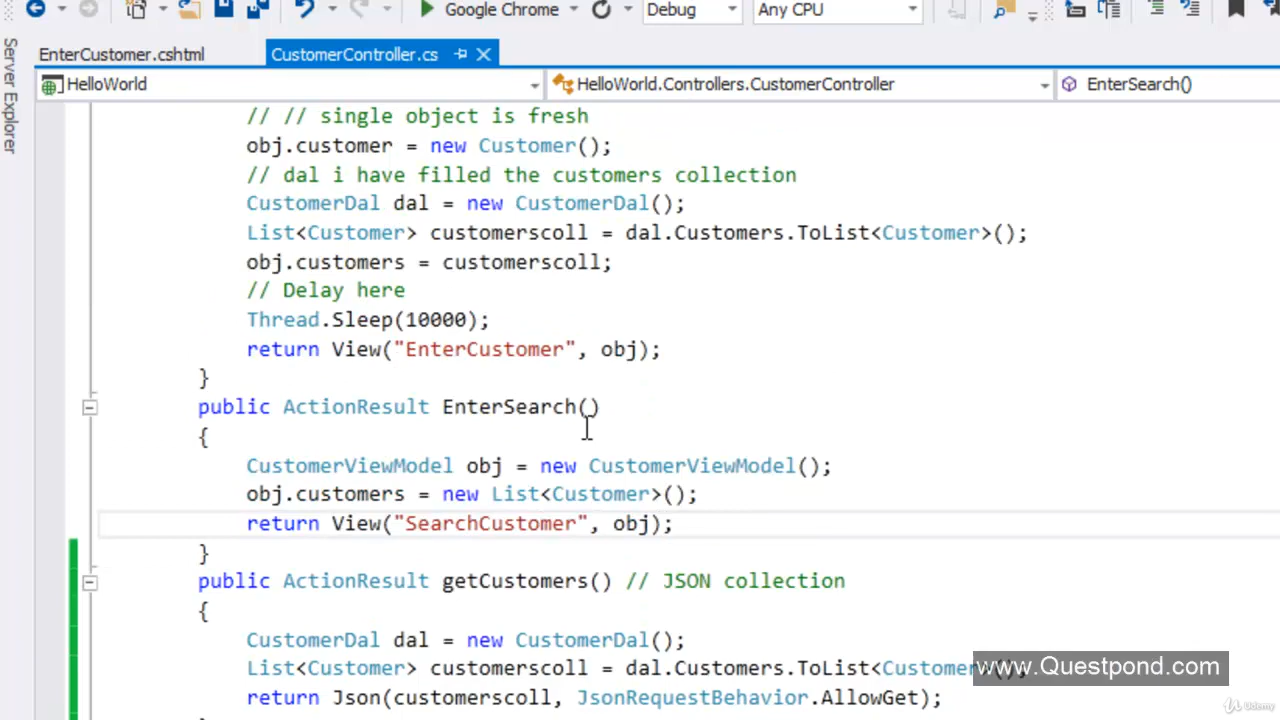 Google Chrome Debug Any CPU
Server Explorer
EnterCustomer.cshtml CustomerController.cs
HelloWorld HelloWorld.Controllers.CustomerController EnterSearch()
// // single object is fresh
obj.customer = new Customer();
// dal i have filled the customers collection
CustomerDal dal = new CustomerDal();
List<Customer> customerscoll = dal.Customers.ToList<Customer>();
obj.customers = customerscoll;
// Delay here
Thread.Sleep(10000);
return View("EnterCustomer", obj);
}
public ActionResult EnterSearch()
{
CustomerViewModel obj = new CustomerViewModel();
obj.customers = new List<Customer>();
return View("SearchCustomer", obj);
}
public ActionResult getCustomers() // JSON collection
{
CustomerDal dal = new CustomerDal();
List<Customer> customerscoll = dal.Customers.ToList<Customer>();
www.Questpond.com
return Json(customerscoll, JsonRequestBehavior.AllowGet);
Udemy